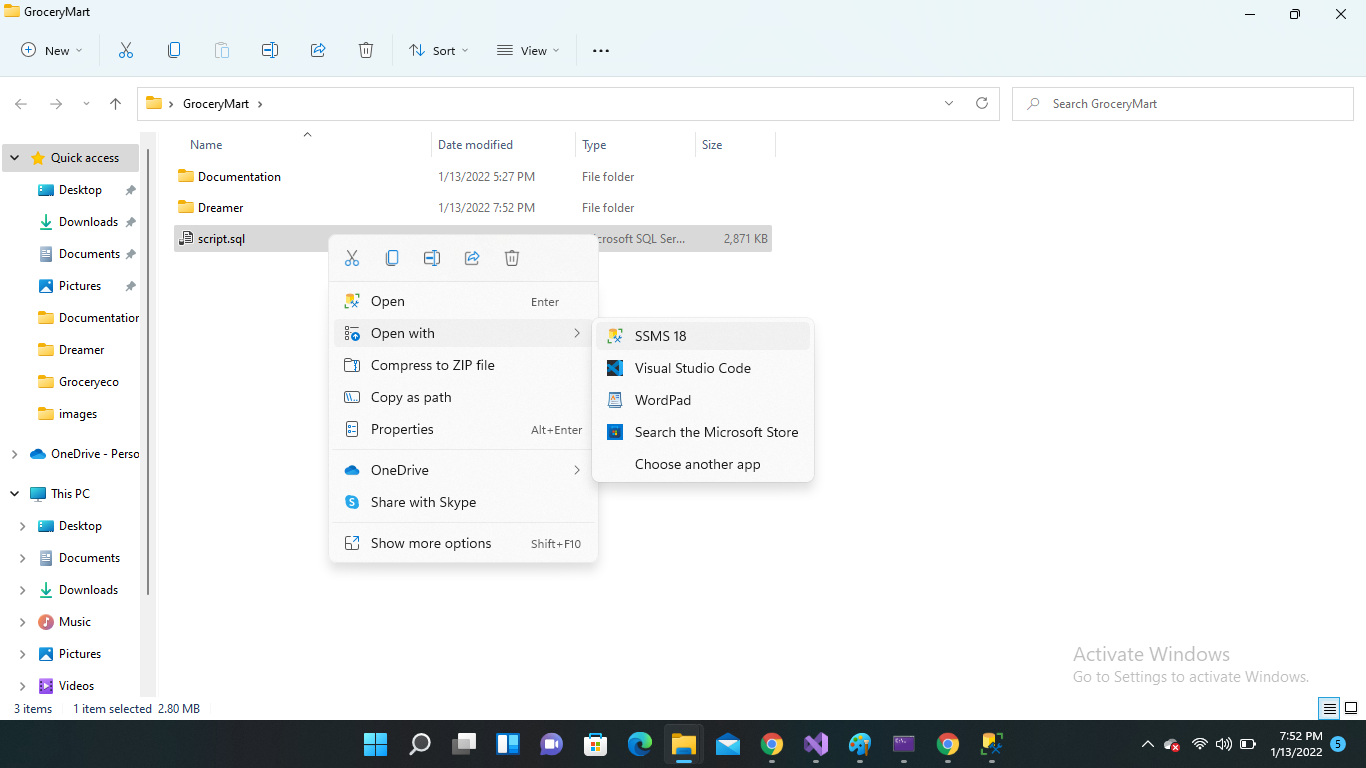 GroceryMart
New
Sort
View
GroceryMart
Search GroceryMart
Name
Date modified
Type
Size
Quick access
Desktop
Downloads
Documents
Pictures
Documentation
Dreamer
Groceryeco
images
OneDrive - Perso
This PC
Desktop
Documents
Downloads
Music
Pictures
Videos
Documentation 1/13/2022 5:27 PM File folder
Dreamer 1/13/2022 7:52 PM File folder
script.sql crosoft SQL Ser... 2,871 KB
Open Enter
Open with
Compress to ZIP file
Copy as path
Properties Alt+Enter
OneDrive
Share with Skype
Show more options Shift+F10
SSMS 18
Visual Studio Code
WordPad
Search the Microsoft Store
Choose another app
Activate Windows
Go to Settings to activate Windows.
3 items 1 item selected 2.80 MB
7:52 PM
1/13/2022
5